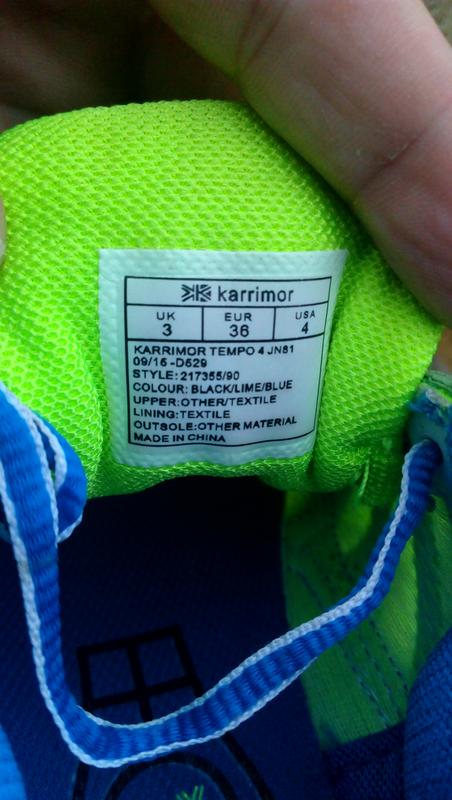 karrimor
UK EUR USA
3 36 4
KARRIMOR TEMPO 4 JN81
09/15 -D529
STYLE:217355/90
COLOUR:BLACK/LIME/BLUE
UPPER:OTHER/TEXTILE
LINING:TEXTILE
OUTSOLE:OTHER MATERIAL
MADE IN CHINA